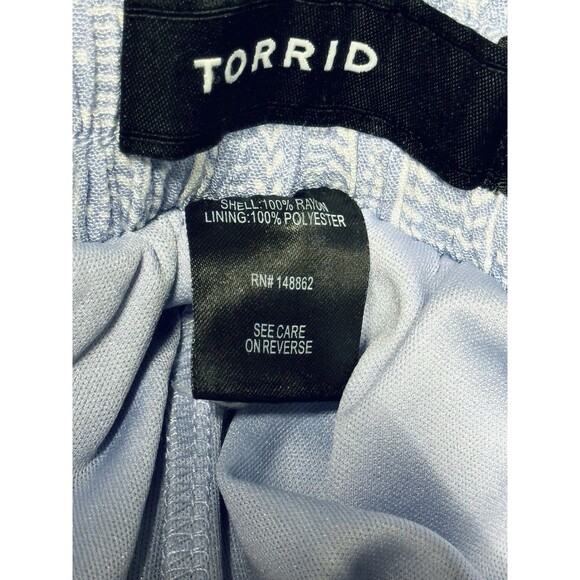 TORRID
SHELL:100% RAYON
LINING:100% POLYESTER
RN# 148862
SEE CARE
ON REVERSE